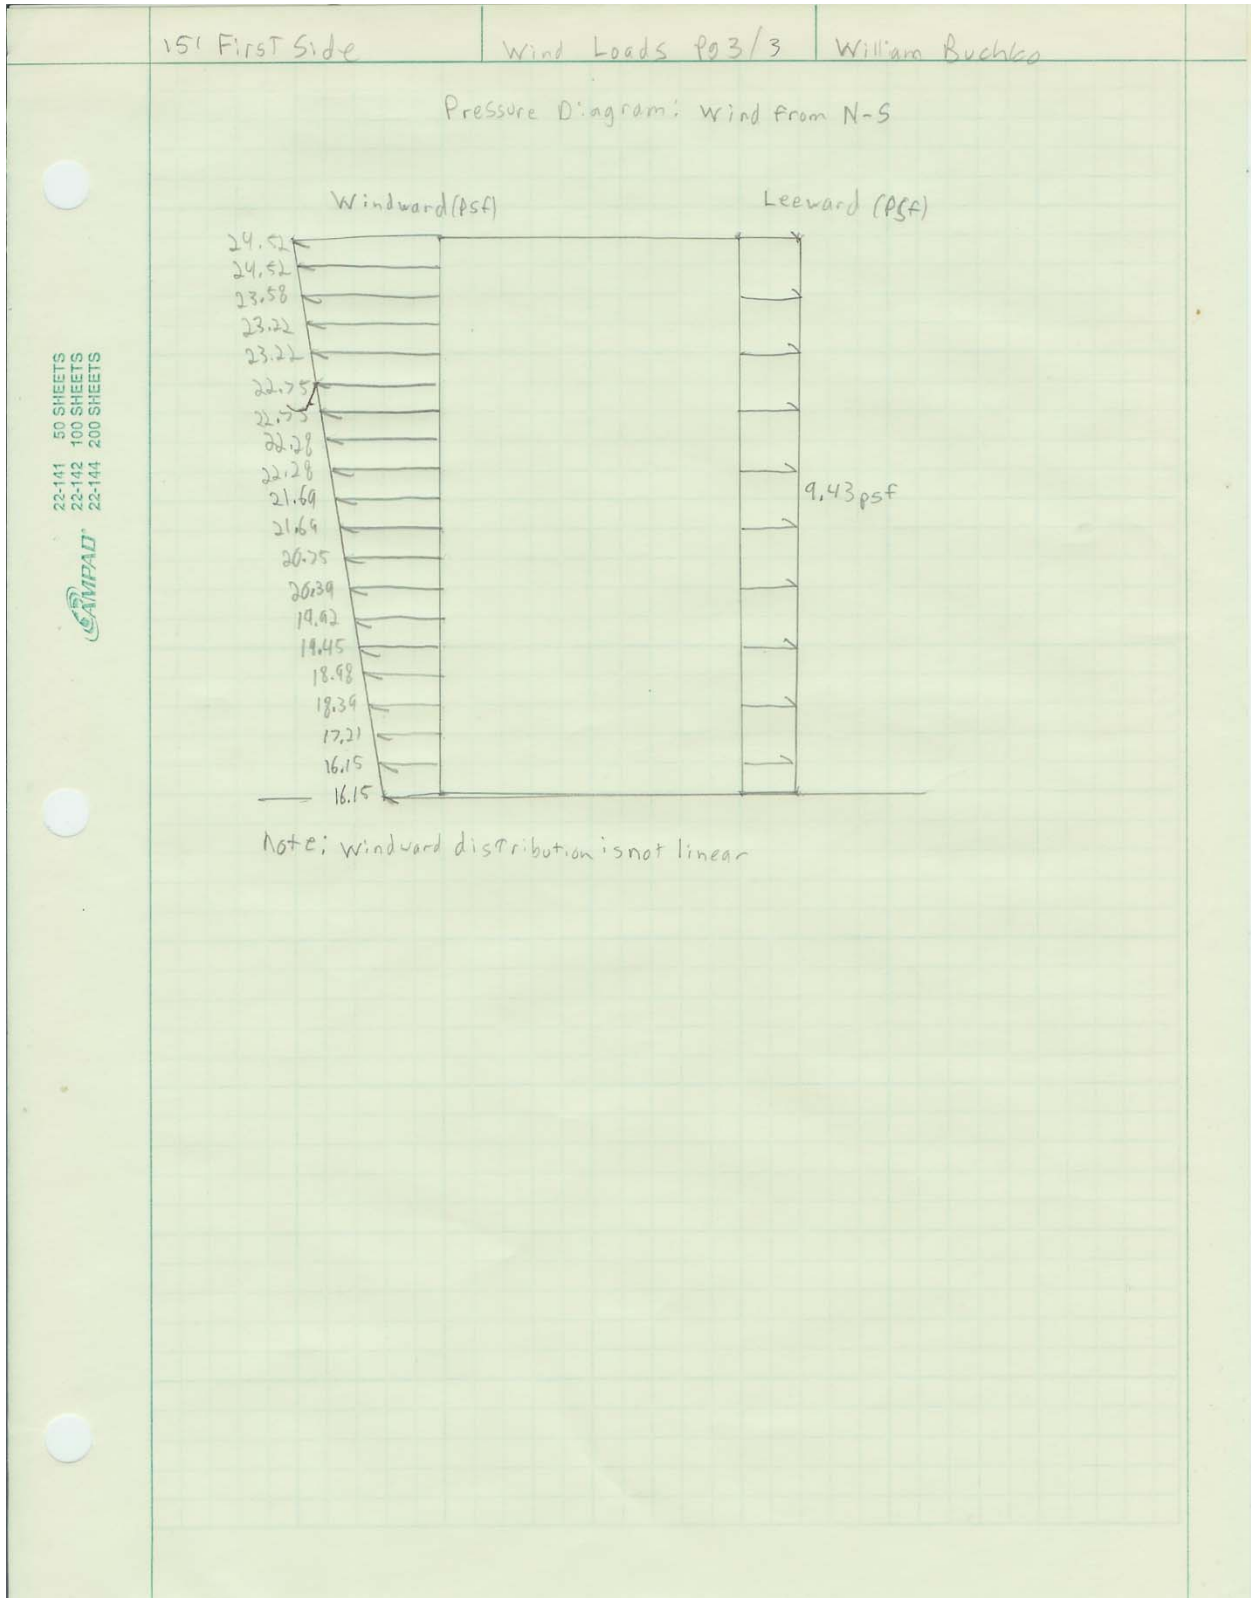 151 First Side
Wind Loads Pg 3/3
William Buchko
Pressure Diagram: Wind from N-S
Windward (psf)
Leeward (psf)
24.52
24.52
23.58
23.22
23.22
22.75
22.75
22.28
22.28
21.69
21.69
20.75
20.39
19.92
19.45
18.98
18.39
17.21
16.15
16.15
9.43 psf
Note: Windward distribution is not linear
22-141 50 SHEETS
22-142 100 SHEETS
22-144 200 SHEETS
AMPAD